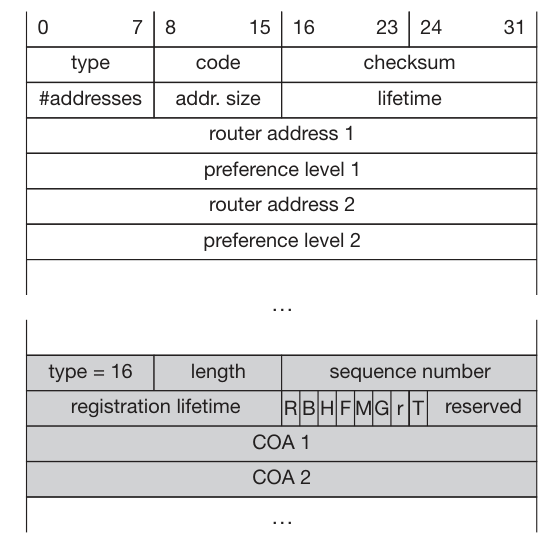 0 7 8 15 16 23 24 31
type code checksum
#addresses addr. size lifetime
router address 1
preference level 1
router address 2
preference level 2
...
type = 16 length sequence number
registration lifetime R B H F M G r T reserved
COA 1
COA 2
...